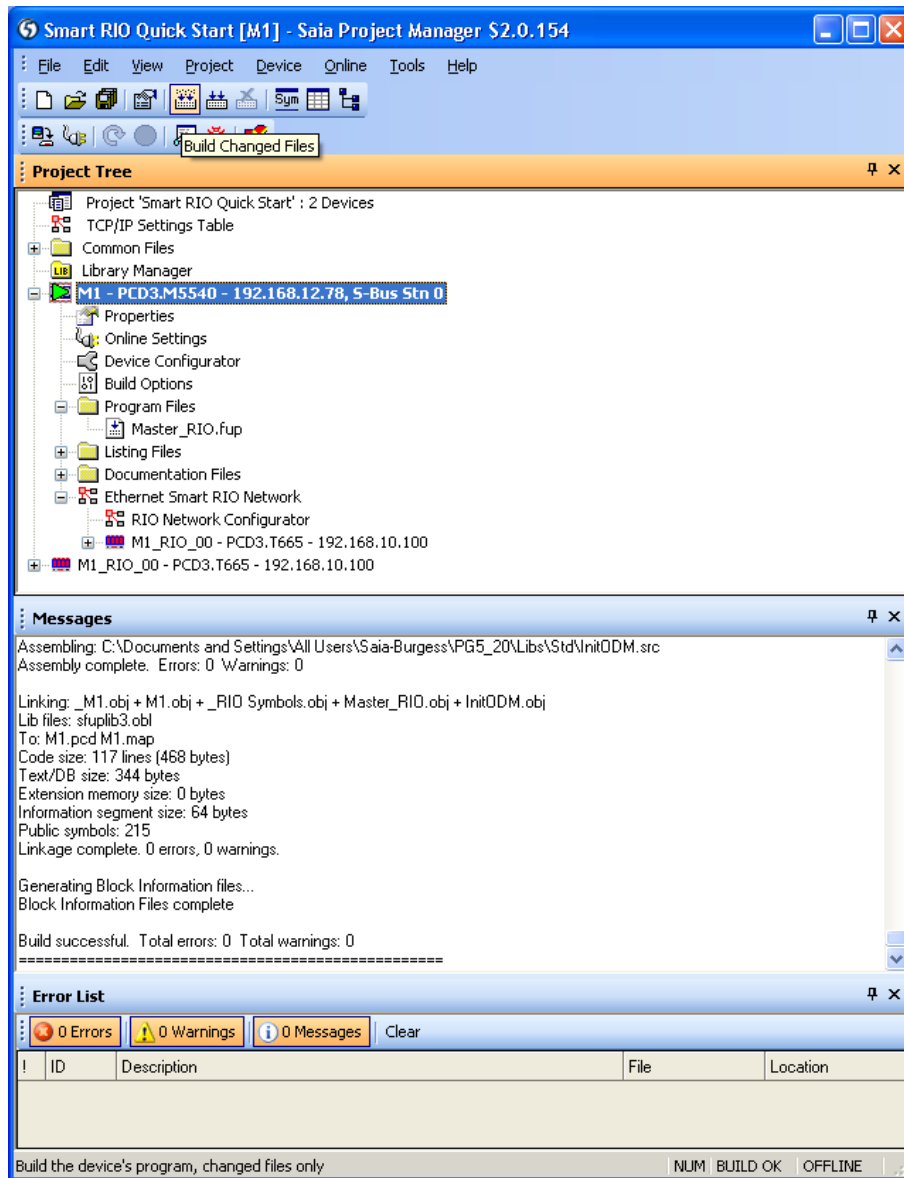 Smart RIO Quick Start [M1] - Saia Project Manager $2.0.154
File Edit View Project Device Online Tools Help
Sym
Build Changed Files
Project Tree
Project 'Smart RIO Quick Start' : 2 Devices
TCP/IP Settings Table
Common Files
LIB Library Manager
M1 - PCD3.M5540 - 192.168.12.78, S-Bus Stn 0
Properties
Online Settings
Device Configurator
Build Options
Program Files
Master_RIO.fup
Listing Files
Documentation Files
Ethernet Smart RIO Network
RIO Network Configurator
M1_RIO_00 - PCD3.T665 - 192.168.10.100
M1_RIO_00 - PCD3.T665 - 192.168.10.100
Messages
Assembling: C:\Documents and Settings\All Users\Saia-Burgess\PG5_20\Libs\Std\InitODM.src
Assembly complete. Errors: 0 Warnings: 0
Linking: _M1.obj + M1.obj + _RIO Symbols.obj + Master_RIO.obj + InitODM.obj
Lib files: sfuplib3.obl
To: M1.pcd M1.map
Code size: 117 lines (468 bytes)
Text/DB size: 344 bytes
Extension memory size: 0 bytes
Information segment size: 64 bytes
Public symbols: 215
Linkage complete. 0 errors, 0 warnings.
Generating Block Information files...
Block Information Files complete
Build successful. Total errors: 0 Total warnings: 0
==================================================
Error List
0 Errors 0 Warnings 0 Messages Clear
! ID Description File Location
Build the device's program, changed files only NUM BUILD OK OFFLINE